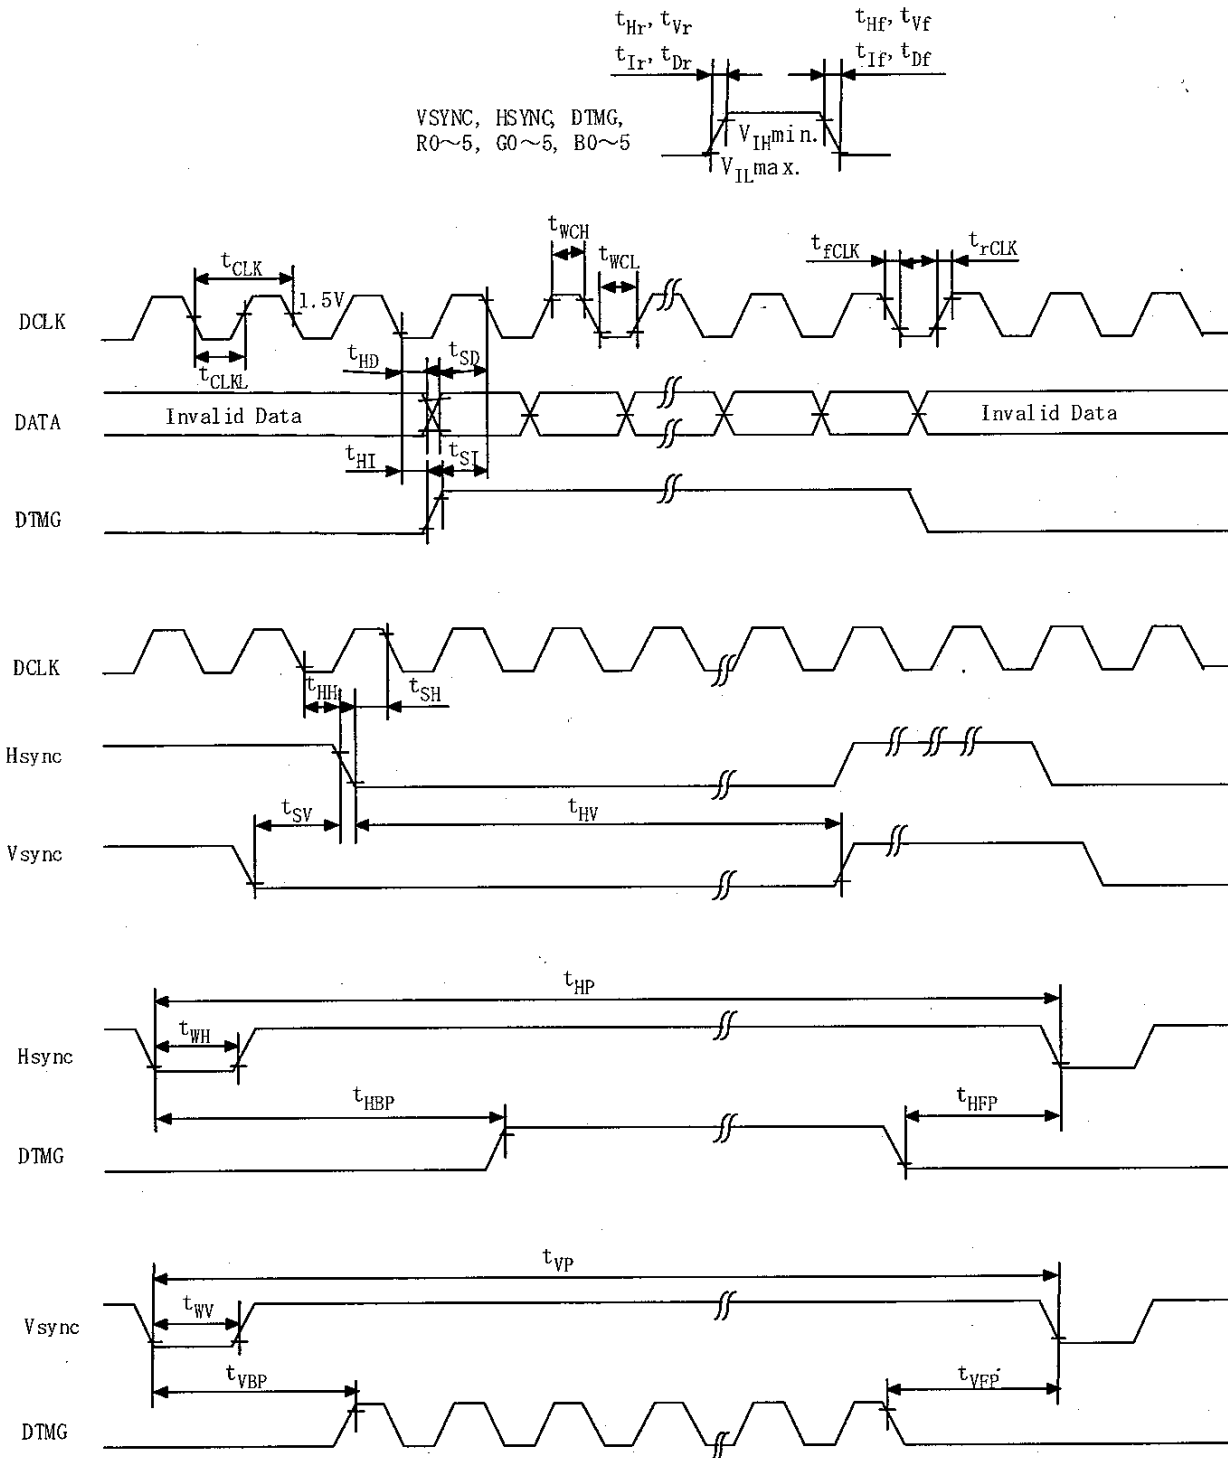 tHr, tVr
tIr, tDr
tHf, tVf
tIf, tDf
VSYNC, HSYNC, DTMG,
R0～5, G0～5, B0～5
VIHmin.
VILmax.
tCLK
tWCH
tWCL
tfCLK
trCLK
1.5V
DCLK
tCLKL
tHD
tSD
DATA
Invalid Data
Invalid Data
tHI
tSI
DTMG
DCLK
tHH
tSH
Hsync
tSV
tHV
Vsync
tHP
tWH
Hsync
tHBP
tHFP
DTMG
tVP
tWV
Vsync
tVBP
tVFP
DTMG